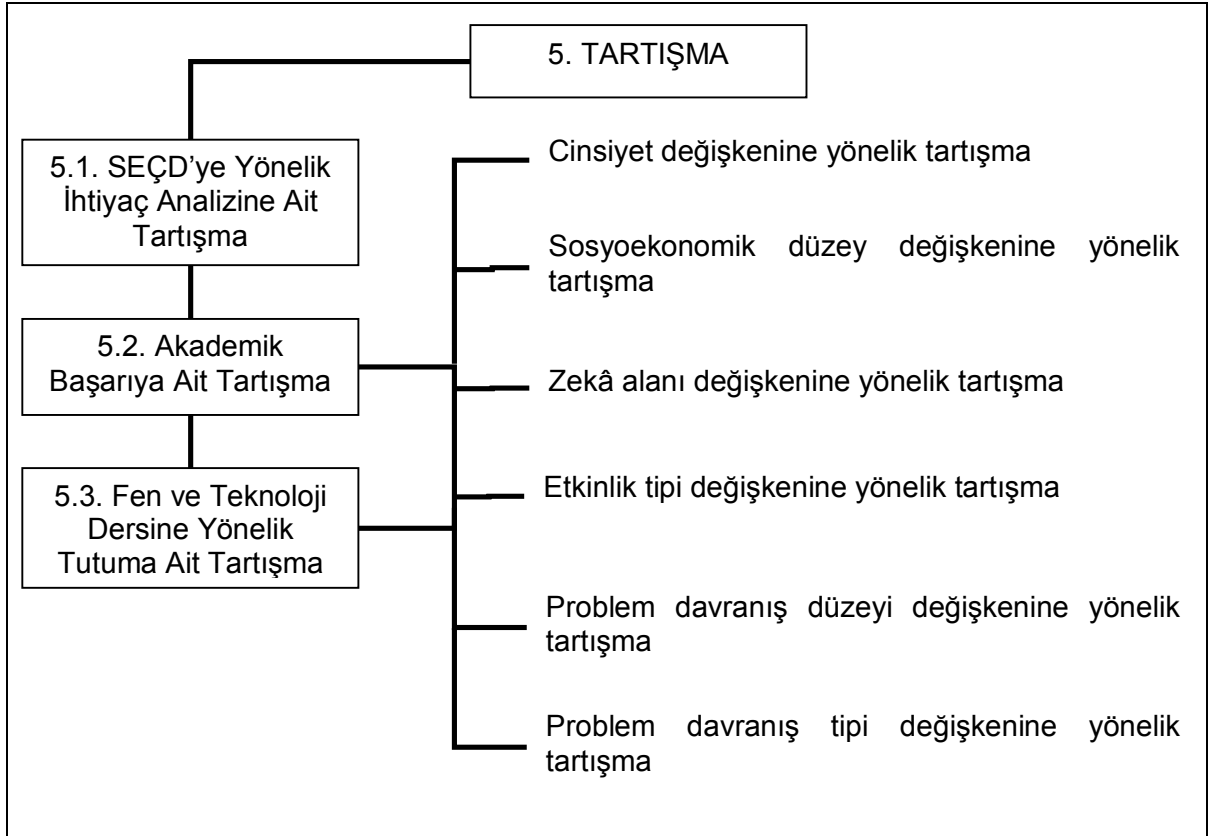 5. TARTIŞMA
5.1. SEÇD’ye Yönelik
İhtiyaç Analizine Ait
Tartışma
5.2. Akademik
Başarıya Ait Tartışma
5.3. Fen ve Teknoloji
Dersine Yönelik
Tutuma Ait Tartışma
Cinsiyet değişkenine yönelik tartışma
Sosyoekonomik düzey değişkenine yönelik
tartışma
Zekâ alanı değişkenine yönelik tartışma
Etkinlik tipi değişkenine yönelik tartışma
Problem davranış düzeyi değişkenine yönelik
tartışma
Problem davranış tipi değişkenine yönelik
tartışma